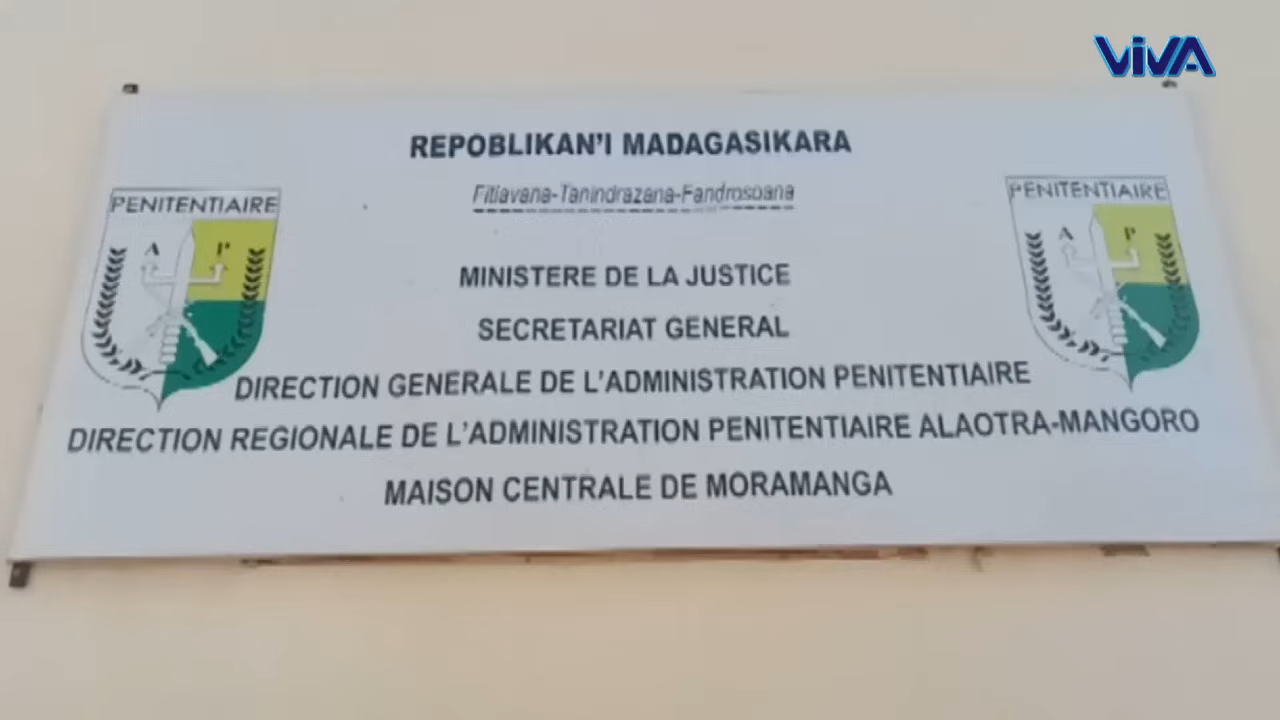 ViVA
REPOBLIKAN'I MADAGASIKARA
Fitiavana-Tanindrazana-Fandrosoana
PENITENTIAIRE
A P
PENITENTIAIRE
A P
MINISTERE DE LA JUSTICE
SECRETARIAT GENERAL
DIRECTION GENERALE DE L'ADMINISTRATION PENITENTIAIRE
DIRECTION REGIONALE DE L'ADMINISTRATION PENITENTIAIRE ALAOTRA-MANGORO
MAISON CENTRALE DE MORAMANGA